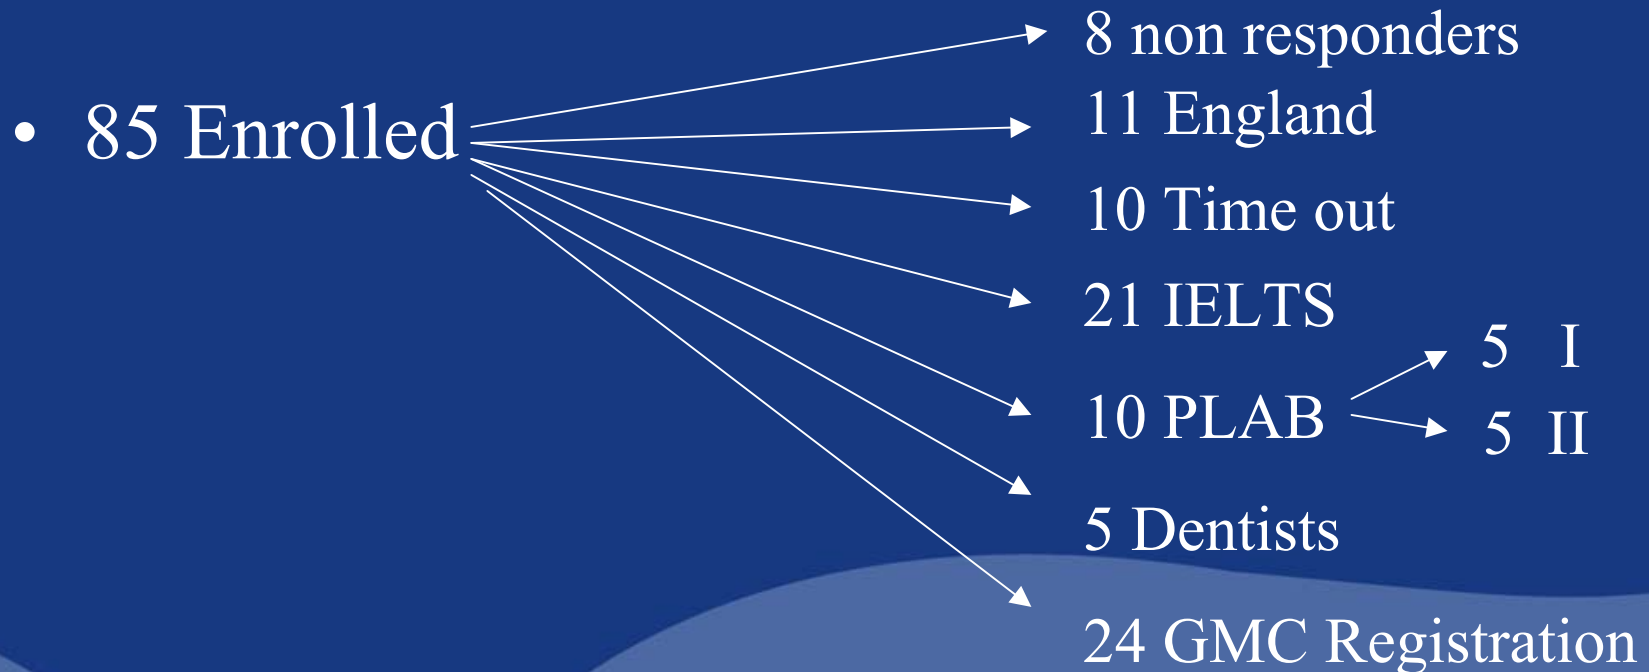 8 non responders
• 85 Enrolled
11 England
10 Time out
21 IELTS
5 I
10 PLAB
5 II
5 Dentists
24 GMC Registration